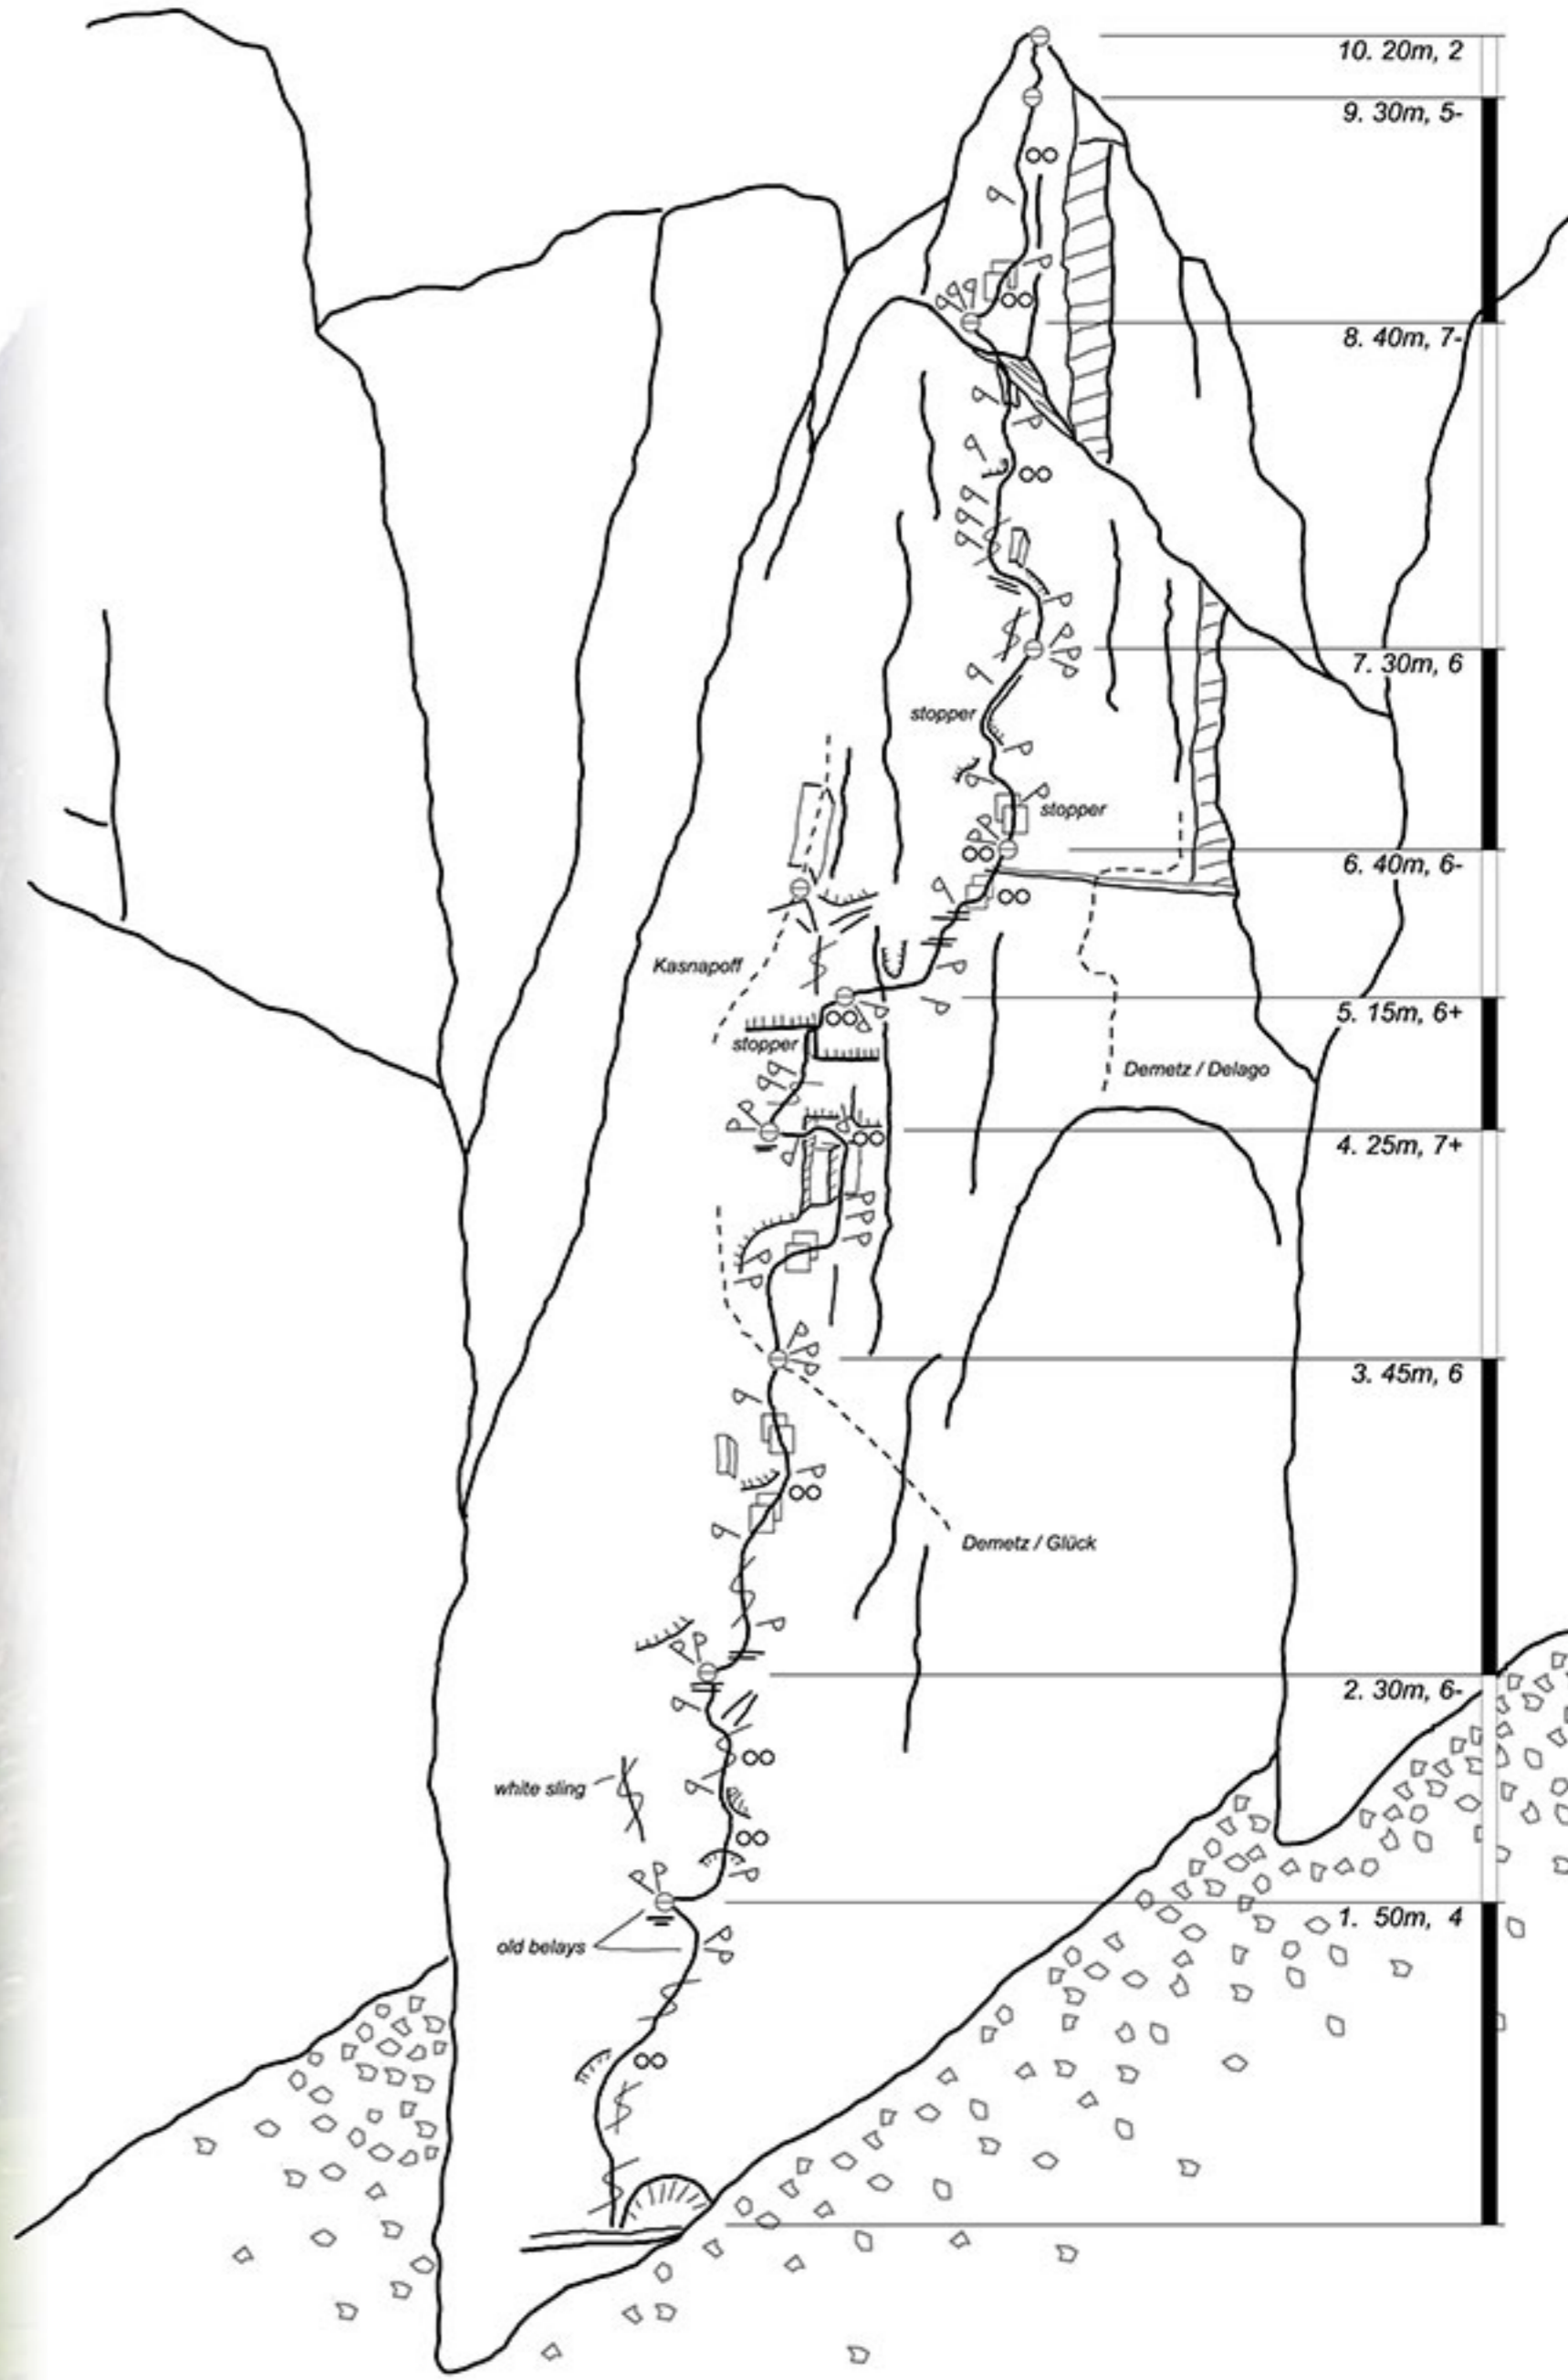 10. 20m, 2
9. 30m, 5-
8. 40m, 7-
7. 30m, 6
stopper
stopper
6. 40m, 6-
Kasnapoff
5. 15m, 6+
stopper
Demetz / Delago
4. 25m, 7+
3. 45m, 6
Demetz / Glück
2. 30m, 6-
white sling
1. 50m, 4
old belays